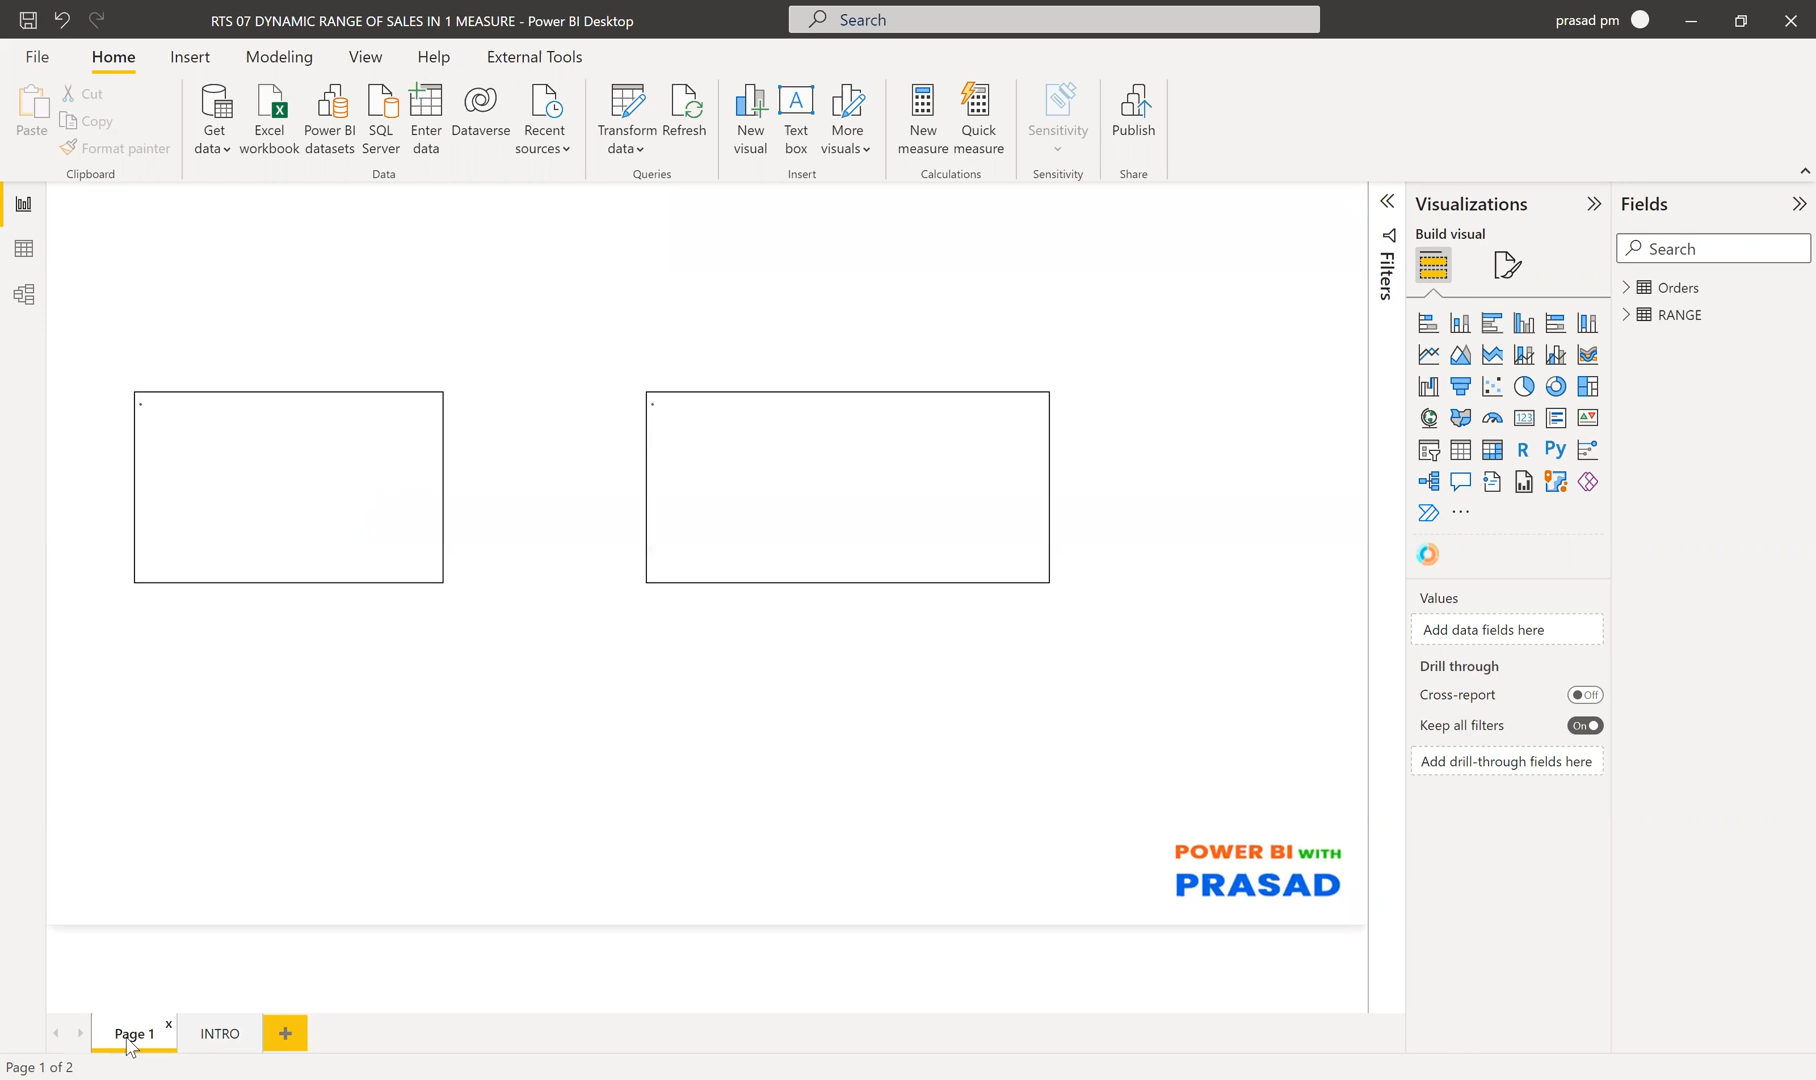 RTS 07 DYNAMIC RANGE OF SALES IN 1 MEASURE - Power BI Desktop
Search
prasad pm
File
Home
Insert
Modeling
View
Help
External Tools
Paste
Cut
Copy
Format painter
Clipboard
Get data
Excel workbook
Power BI datasets
SQL Server
Enter data
Dataverse
Recent sources
Data
Transform data
Refresh
Queries
New visual
Text box
More visuals
Insert
New measure
Quick measure
Calculations
Sensitivity
Sensitivity
Publish
Share
Filters
Visualizations
Build visual
123
R
Py
Values
Add data fields here
Drill through
Cross-report
Off
Keep all filters
On
Add drill-through fields here
Fields
Search
Orders
RANGE
POWER BI WITH
PRASAD
Page 1
x
INTRO
Page 1 of 2